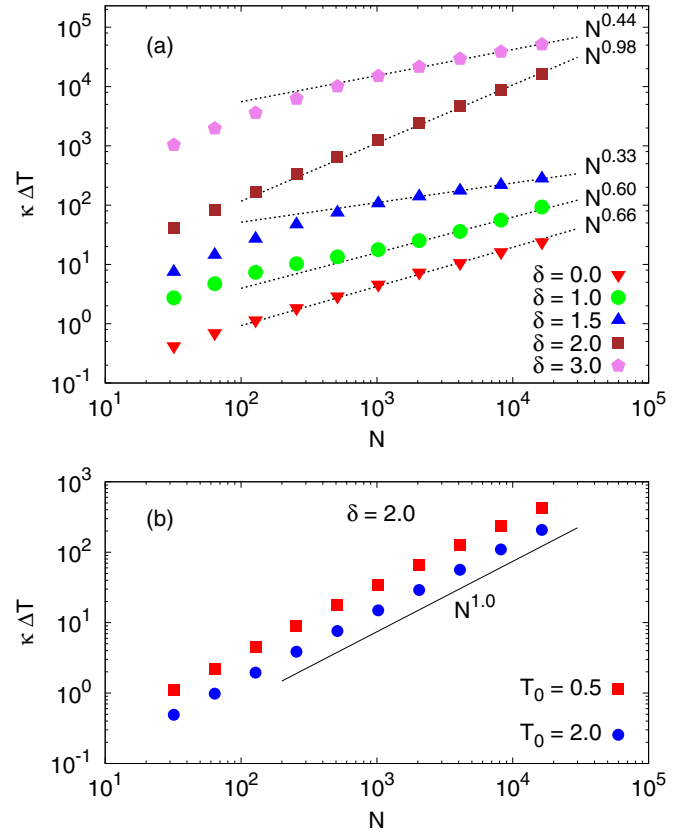 (a)
κ ΔT
10^5
10^4
10^3
10^2
10^1
10^0
10^-1
N^0.44
N^0.98
N^0.33
N^0.60
N^0.66
δ = 0.0
δ = 1.0
δ = 1.5
δ = 2.0
δ = 3.0
10^1 10^2 10^3 10^4 10^5
N
(b)
δ = 2.0
κ ΔT
10^3
10^2
10^1
10^0
10^-1
N^1.0
T_0 = 0.5
T_0 = 2.0
10^1 10^2 10^3 10^4 10^5
N